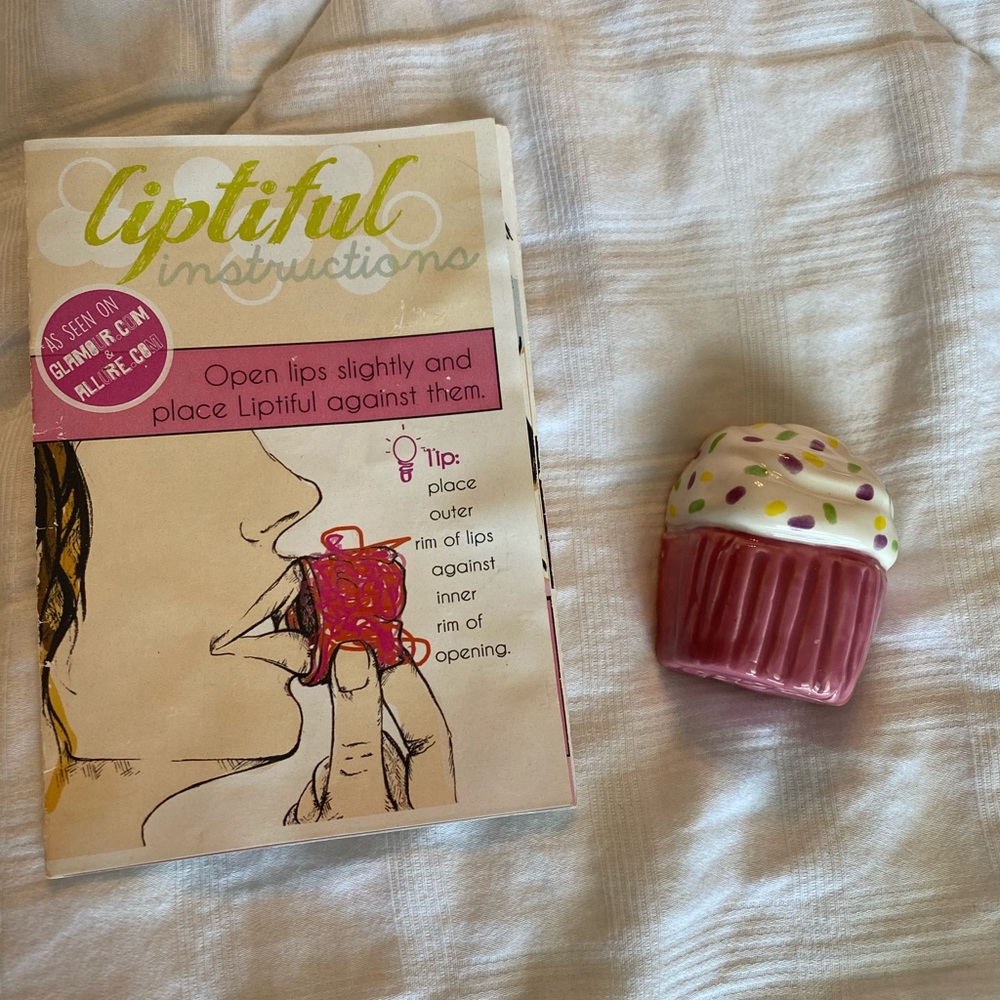 liptiful
instructions
AS SEEN ON
GLAMOUR.COM
&
ALLURE.COM
Open lips slightly and
place Liptiful against them.
Tip:
place
outer
rim of lips
against
inner
rim of
opening.